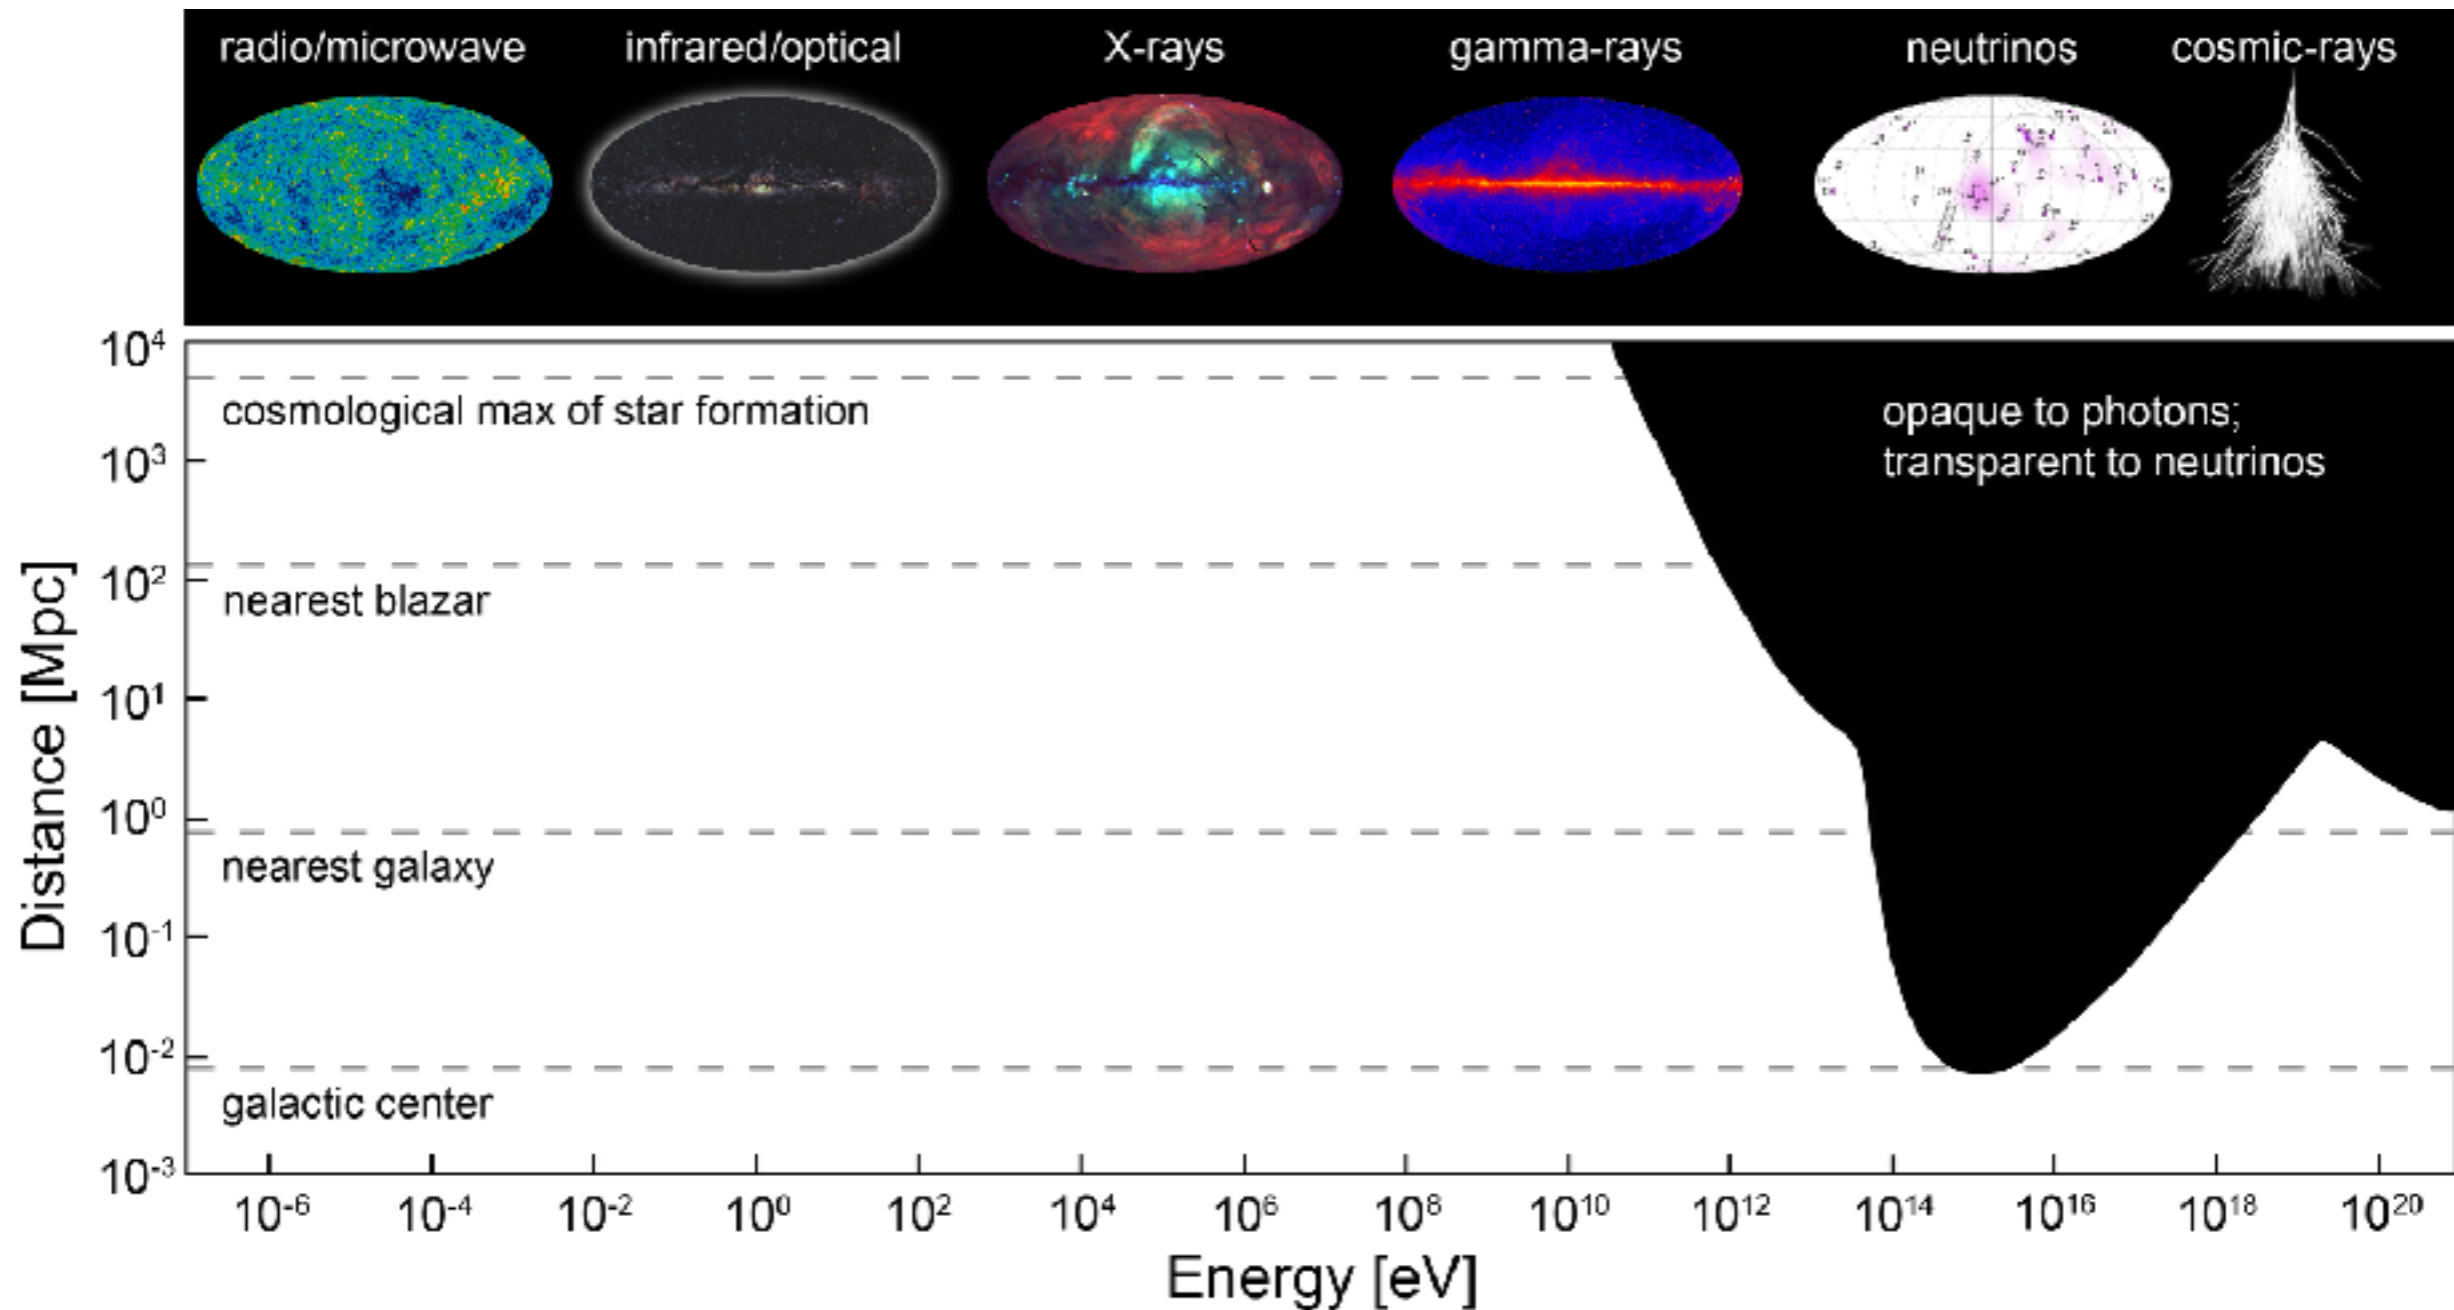 radio/microwave infrared/optical X-rays gamma-rays neutrinos cosmic-rays
10⁴
cosmological max of star formation
opaque to photons;
transparent to neutrinos
10³
10²
nearest blazar
10¹
10⁰
nearest galaxy
10⁻¹
10⁻²
galactic center
10⁻³
Distance [Mpc]
10⁻⁶ 10⁻⁴ 10⁻² 10⁰ 10² 10⁴ 10⁶ 10⁸ 10¹⁰ 10¹² 10¹⁴ 10¹⁶ 10¹⁸ 10²⁰
Energy [eV]